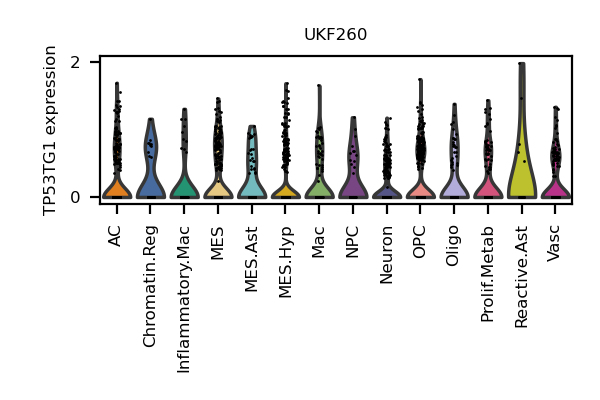 UKF260
TP53TG1 expression
2
0
AC
Chromatin.Reg
Inflammatory.Mac
MES
MES.Ast
MES.Hyp
Mac
NPC
Neuron
OPC
Oligo
Prolif.Metab
Reactive.Ast
Vasc